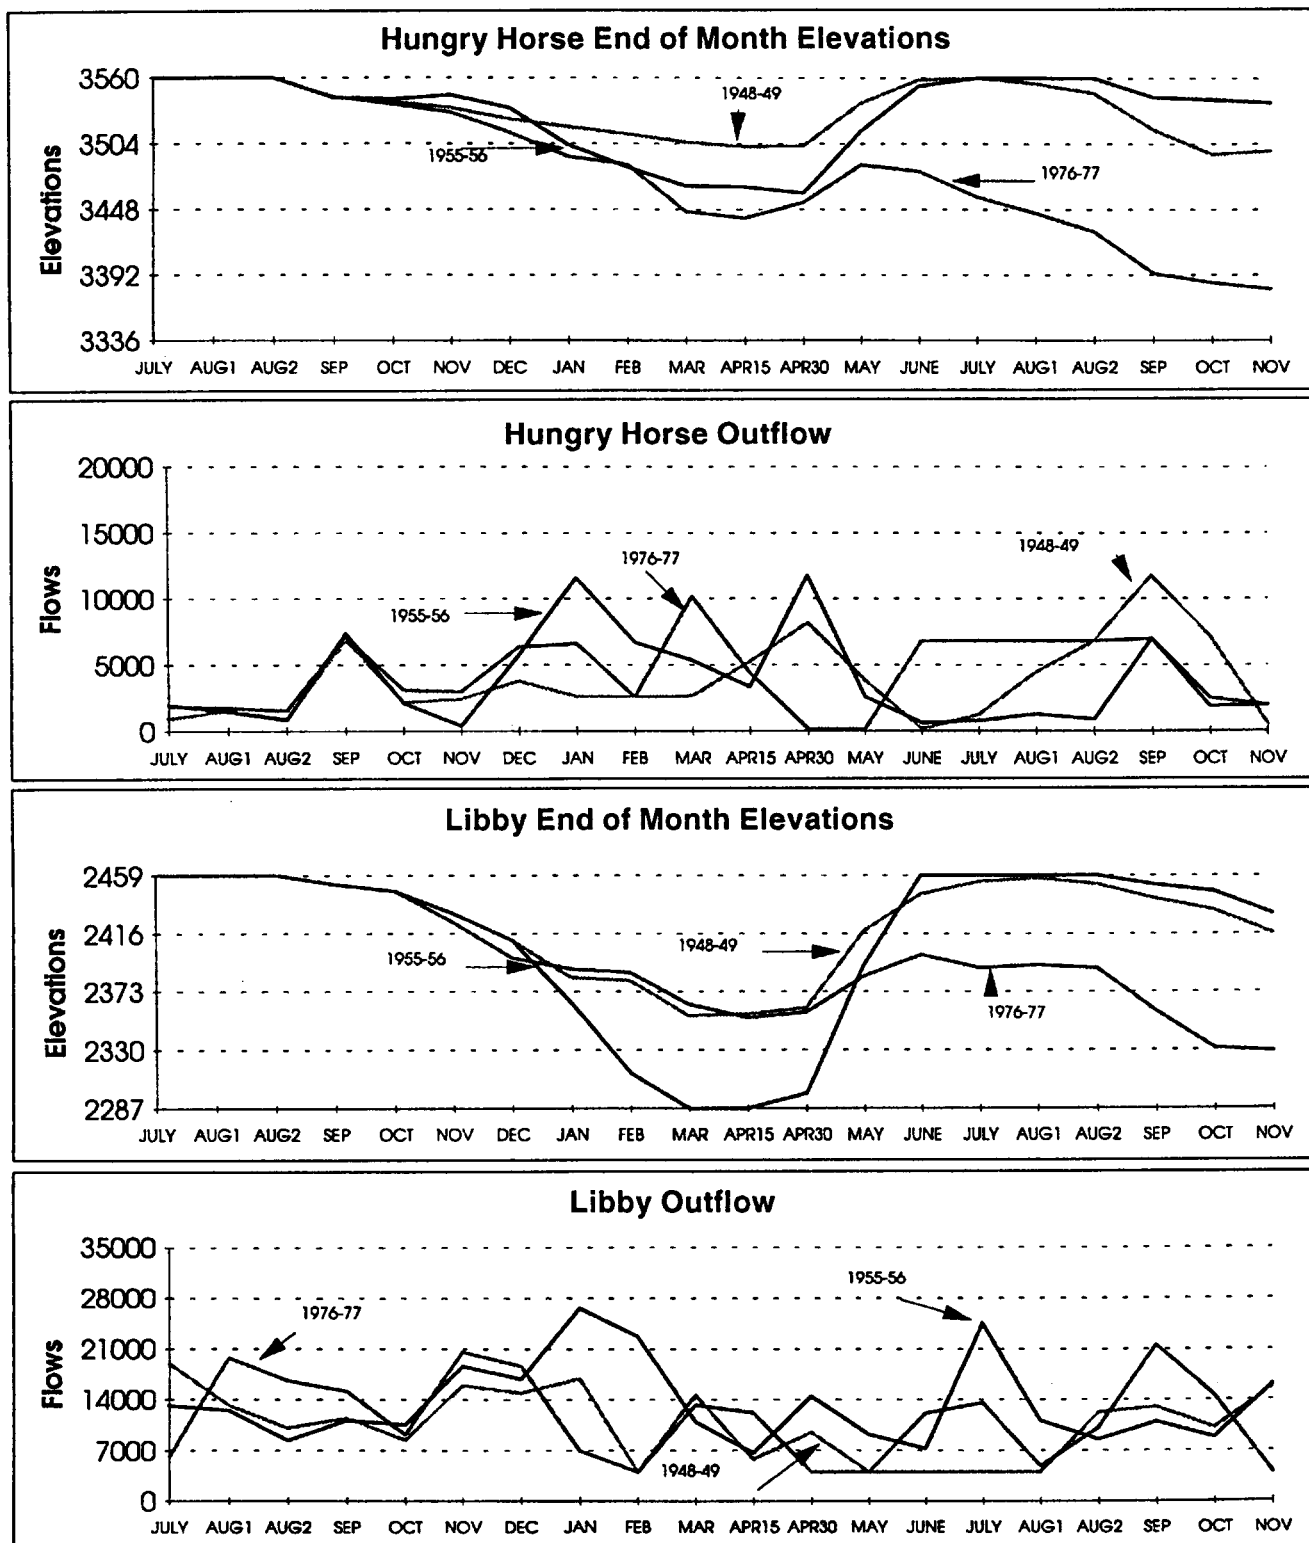 Hungry Horse End of Month Elevations
Elevations
3560
3504
3448
3392
3336
1948-49
1955-56
1976-77
JULY AUG1 AUG2 SEP OCT NOV DEC JAN FEB MAR APR15 APR30 MAY JUNE JULY AUG1 AUG2 SEP OCT NOV
Hungry Horse Outflow
Flows
20000
15000
10000
5000
0
1948-49
1976-77
1955-56
JULY AUG1 AUG2 SEP OCT NOV DEC JAN FEB MAR APR15 APR30 MAY JUNE JULY AUG1 AUG2 SEP OCT NOV
Libby End of Month Elevations
Elevations
2459
2416
2373
2330
2287
1948-49
1955-56
1976-77
JULY AUG1 AUG2 SEP OCT NOV DEC JAN FEB MAR APR15 APR30 MAY JUNE JULY AUG1 AUG2 SEP OCT NOV
Libby Outflow
Flows
35000
28000
21000
14000
7000
0
1955-56
1976-77
1948-49
JULY AUG1 AUG2 SEP OCT NOV DEC JAN FEB MAR APR15 APR30 MAY JUNE JULY AUG1 AUG2 SEP OCT NOV